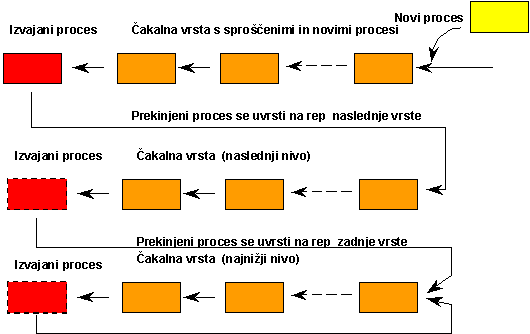 Novi proces
Izvajani proces
Čakalna vrsta s sproščenimi in novimi procesi
Prekinjeni proces se uvrsti na rep naslednje vrste
Izvajani proces
Čakalna vrsta (naslednji nivo)
Prekinjeni proces se uvrsti na rep zadnje vrste
Izvajani proces
Čakalna vrsta (najnižji nivo)